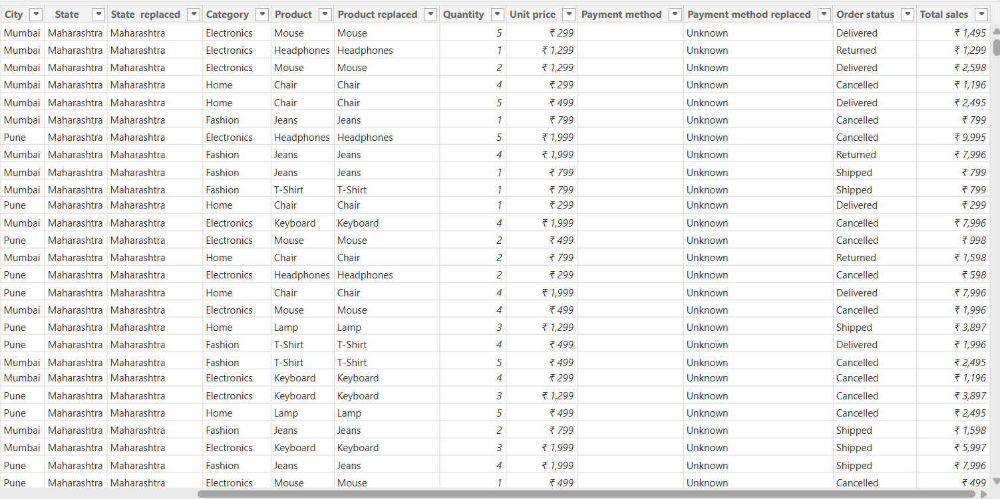 City State State replaced Category Product Product replaced Quantity Unit price Payment method Payment method replaced Order status Total sales
Mumbai Maharashtra Maharashtra Electronics Mouse Mouse 5 ₹ 299 Unknown Delivered ₹ 1,495
Mumbai Maharashtra Maharashtra Electronics Headphones Headphones 1 ₹ 1,299 Unknown Returned ₹ 1,299
Mumbai Maharashtra Maharashtra Electronics Mouse Mouse 2 ₹ 1,299 Unknown Delivered ₹ 2,598
Mumbai Maharashtra Maharashtra Home Chair Chair 4 ₹ 299 Unknown Cancelled ₹ 1,196
Mumbai Maharashtra Maharashtra Home Chair Chair 5 ₹ 499 Unknown Delivered ₹ 2,495
Mumbai Maharashtra Maharashtra Fashion Jeans Jeans 1 ₹ 799 Unknown Cancelled ₹ 799
Pune Maharashtra Maharashtra Electronics Headphones Headphones 5 ₹ 1,999 Unknown Cancelled ₹ 9,995
Mumbai Maharashtra Maharashtra Fashion Jeans Jeans 4 ₹ 1,999 Unknown Returned ₹ 7,996
Mumbai Maharashtra Maharashtra Fashion Jeans Jeans 1 ₹ 799 Unknown Shipped ₹ 799
Mumbai Maharashtra Maharashtra Fashion T-Shirt T-Shirt 1 ₹ 799 Unknown Shipped ₹ 799
Pune Maharashtra Maharashtra Home Chair Chair 1 ₹ 299 Unknown Delivered ₹ 299
Mumbai Maharashtra Maharashtra Electronics Keyboard Keyboard 4 ₹ 1,999 Unknown Cancelled ₹ 7,996
Pune Maharashtra Maharashtra Electronics Mouse Mouse 2 ₹ 499 Unknown Cancelled ₹ 998
Mumbai Maharashtra Maharashtra Home Chair Chair 2 ₹ 799 Unknown Returned ₹ 1,598
Pune Maharashtra Maharashtra Electronics Headphones Headphones 2 ₹ 299 Unknown Cancelled ₹ 598
Pune Maharashtra Maharashtra Home Chair Chair 4 ₹ 1,999 Unknown Delivered ₹ 7,996
Mumbai Maharashtra Maharashtra Electronics Mouse Mouse 4 ₹ 499 Unknown Cancelled ₹ 1,996
Pune Maharashtra Maharashtra Home Lamp Lamp 3 ₹ 1,299 Unknown Shipped ₹ 3,897
Pune Maharashtra Maharashtra Fashion T-Shirt T-Shirt 4 ₹ 499 Unknown Delivered ₹ 1,996
Mumbai Maharashtra Maharashtra Fashion T-Shirt T-Shirt 5 ₹ 499 Unknown Cancelled ₹ 2,495
Mumbai Maharashtra Maharashtra Electronics Keyboard Keyboard 4 ₹ 299 Unknown Cancelled ₹ 1,196
Pune Maharashtra Maharashtra Electronics Keyboard Keyboard 3 ₹ 1,299 Unknown Cancelled ₹ 3,897
Pune Maharashtra Maharashtra Home Lamp Lamp 5 ₹ 499 Unknown Cancelled ₹ 2,495
Mumbai Maharashtra Maharashtra Fashion Jeans Jeans 2 ₹ 799 Unknown Shipped ₹ 1,598
Mumbai Maharashtra Maharashtra Electronics Keyboard Keyboard 3 ₹ 1,999 Unknown Shipped ₹ 5,997
Pune Maharashtra Maharashtra Fashion Jeans Jeans 4 ₹ 1,999 Unknown Shipped ₹ 7,996
Pune Maharashtra Maharashtra Electronics Mouse Mouse 1 ₹ 499 Unknown Cancelled ₹ 499